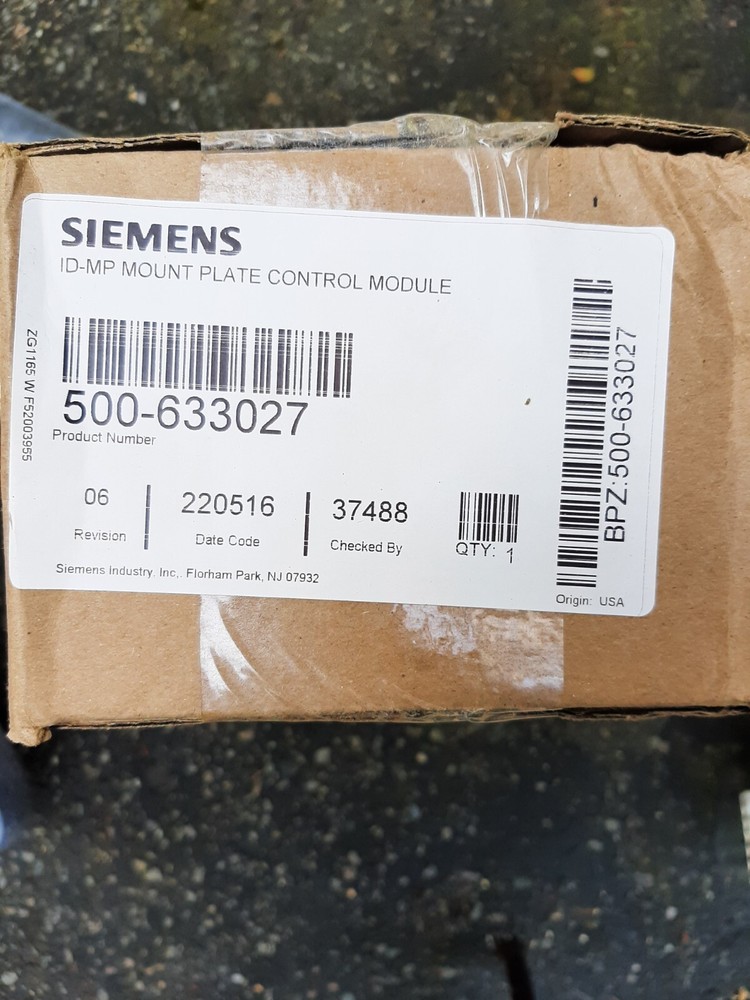 SIEMENS
ID-MP MOUNT PLATE CONTROL MODULE
500-633027
Product Number
06
Revision
220516
Date Code
37488
Checked By
QTY: 1
Siemens Industry. Inc,. Florham Park, NJ 07932
ZG1165 W F52003955
BPZ:500-633027
Origin: USA